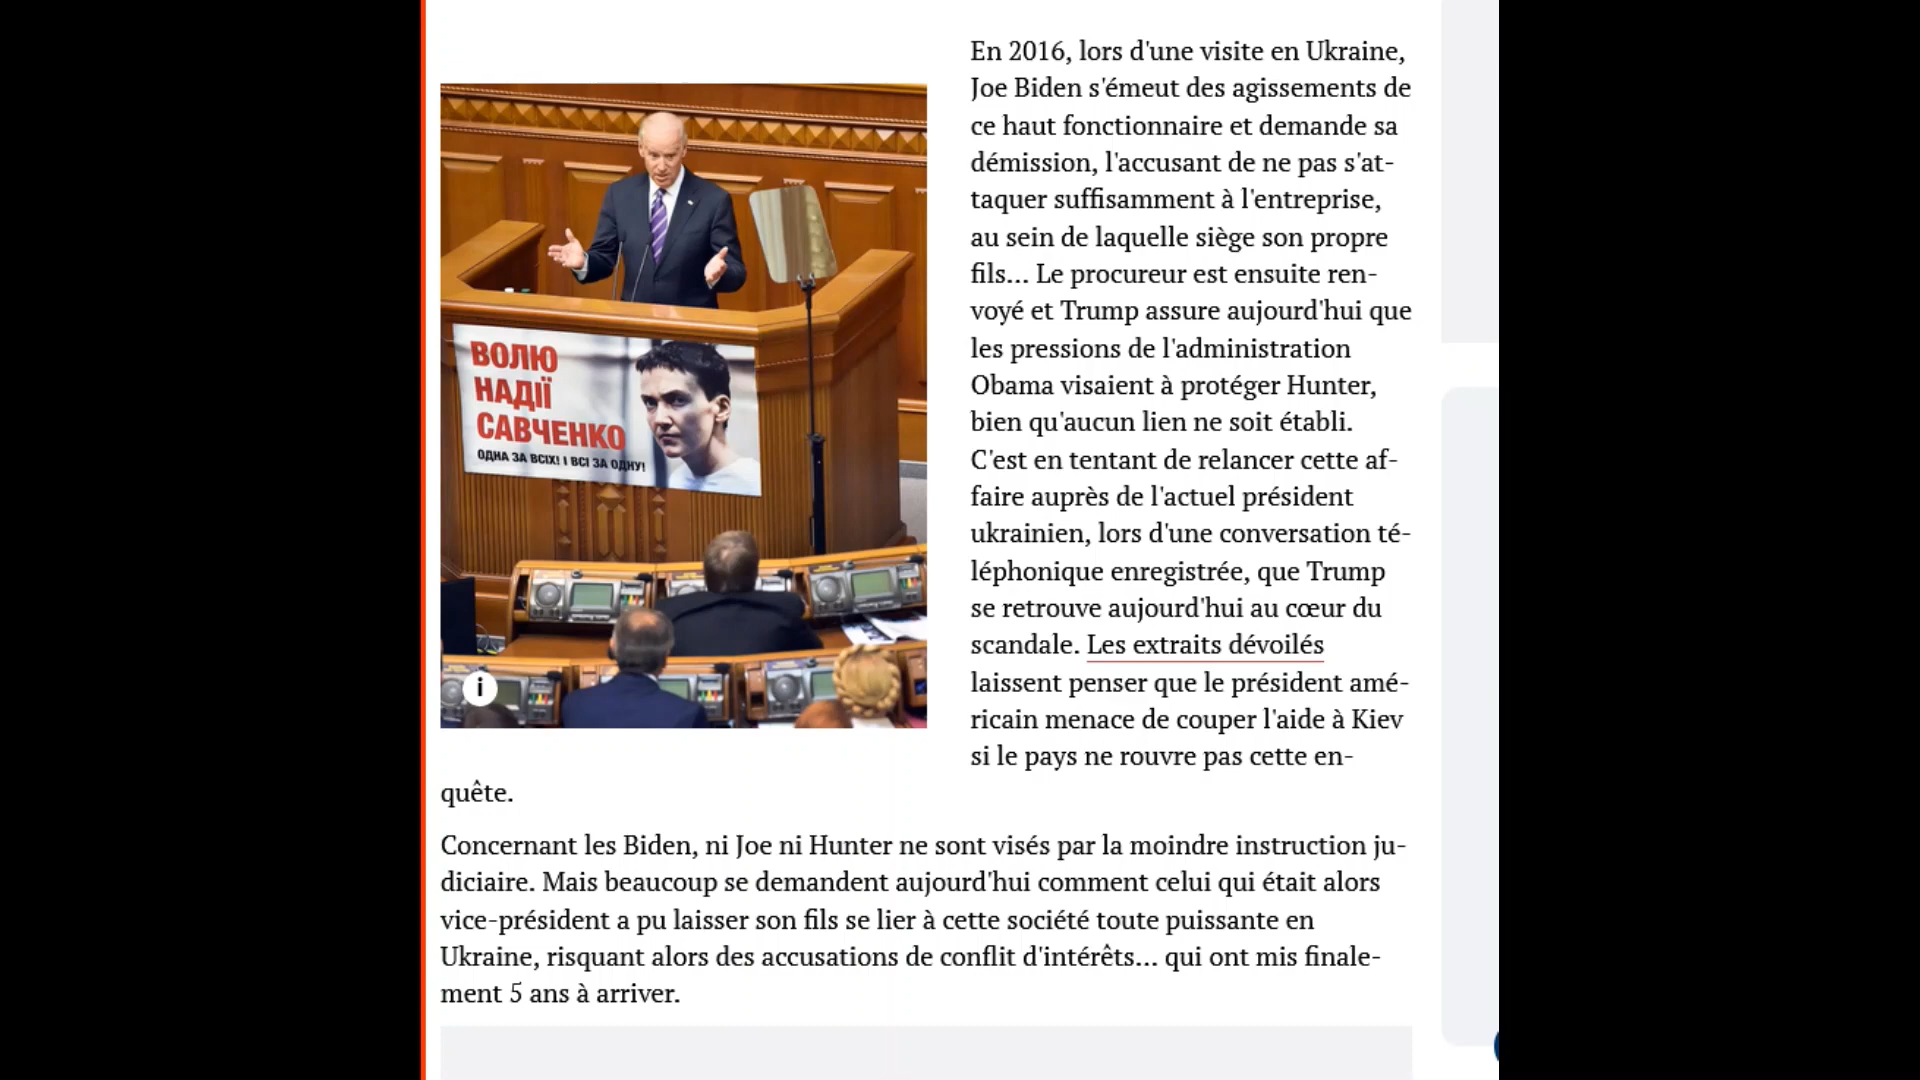 En 2016, lors d'une visite en Ukraine,
Joe Biden s'émeut des agissements de
ce haut fonctionnaire et demande sa
démission, l'accusant de ne pas s'at-
taquer suffisamment à l'entreprise,
au sein de laquelle siège son propre
fils... Le procureur est ensuite ren-
voyé et Trump assure aujourd'hui que
les pressions de l'administration
Obama visaient à protéger Hunter,
bien qu'aucun lien ne soit établi.
C'est en tentant de relancer cette af-
faire auprès de l'actuel président
ukrainien, lors d'une conversation té-
léphonique enregistrée, que Trump
se retrouve aujourd'hui au cœur du
scandale. Les extraits dévoilés
laissent penser que le président amé-
ricain menace de couper l'aide à Kiev
si le pays ne rouvre pas cette en-
quête.
ВОЛЮ
НАДІЇ
САВЧЕНКО
ОДНА ЗА ВСІХ! І ВСІ ЗА ОДНУ!
i
Concernant les Biden, ni Joe ni Hunter ne sont visés par la moindre instruction ju-
diciaire. Mais beaucoup se demandent aujourd'hui comment celui qui était alors
vice-président a pu laisser son fils se lier à cette société toute puissante en
Ukraine, risquant alors des accusations de conflit d'intérêts... qui ont mis finale-
ment 5 ans à arriver.